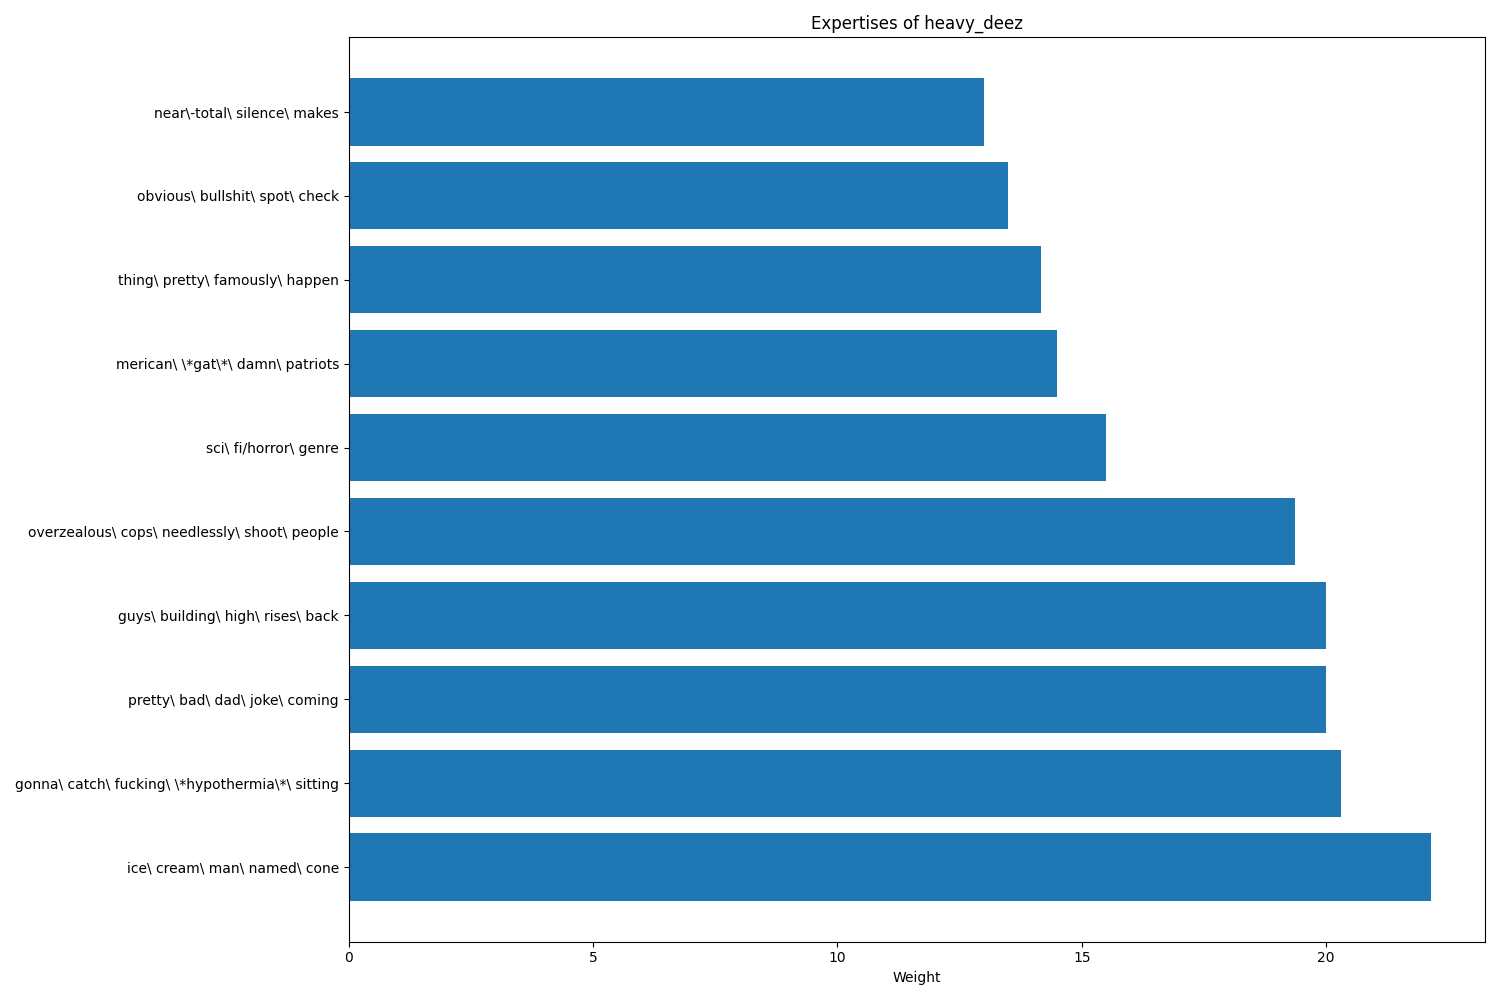 Expertises of heavy_deez
near\-total\ silence\ makes
obvious\ bullshit\ spot\ check
thing\ pretty\ famously\ happen
merican\ \*gat\*\ damn\ patriots
sci\ fi/horror\ genre
overzealous\ cops\ needlessly\ shoot\ people
guys\ building\ high\ rises\ back
pretty\ bad\ dad\ joke\ coming
gonna\ catch\ fucking\ \*hypothermia\*\ sitting
ice\ cream\ man\ named\ cone
0 5 10 15 20
Weight